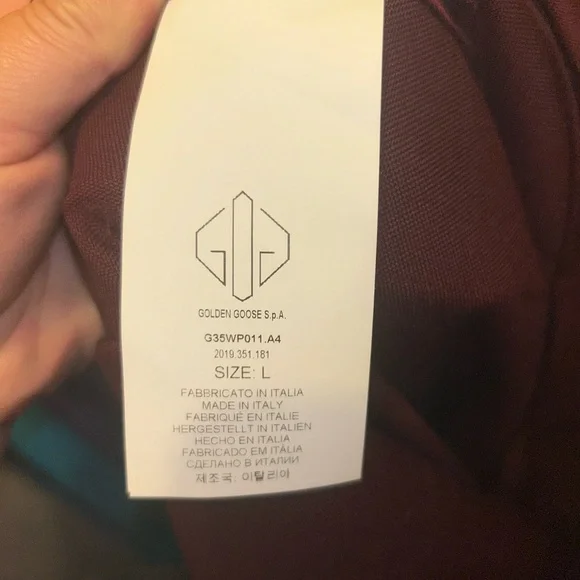 GOLDEN GOOSE S.p.A.
G35WP011.A4
2019.351.181
SIZE: L
FABBRICATO IN ITALIA
MADE IN ITALY
FABRIQUÉ EN ITALIE
HERGESTELLT IN ITALIEN
HECHO EN ITALIA
FABRICADO EM ITÁLIA
СДЕЛАНО В ИТАЛИИ
제조국: 이탈리아